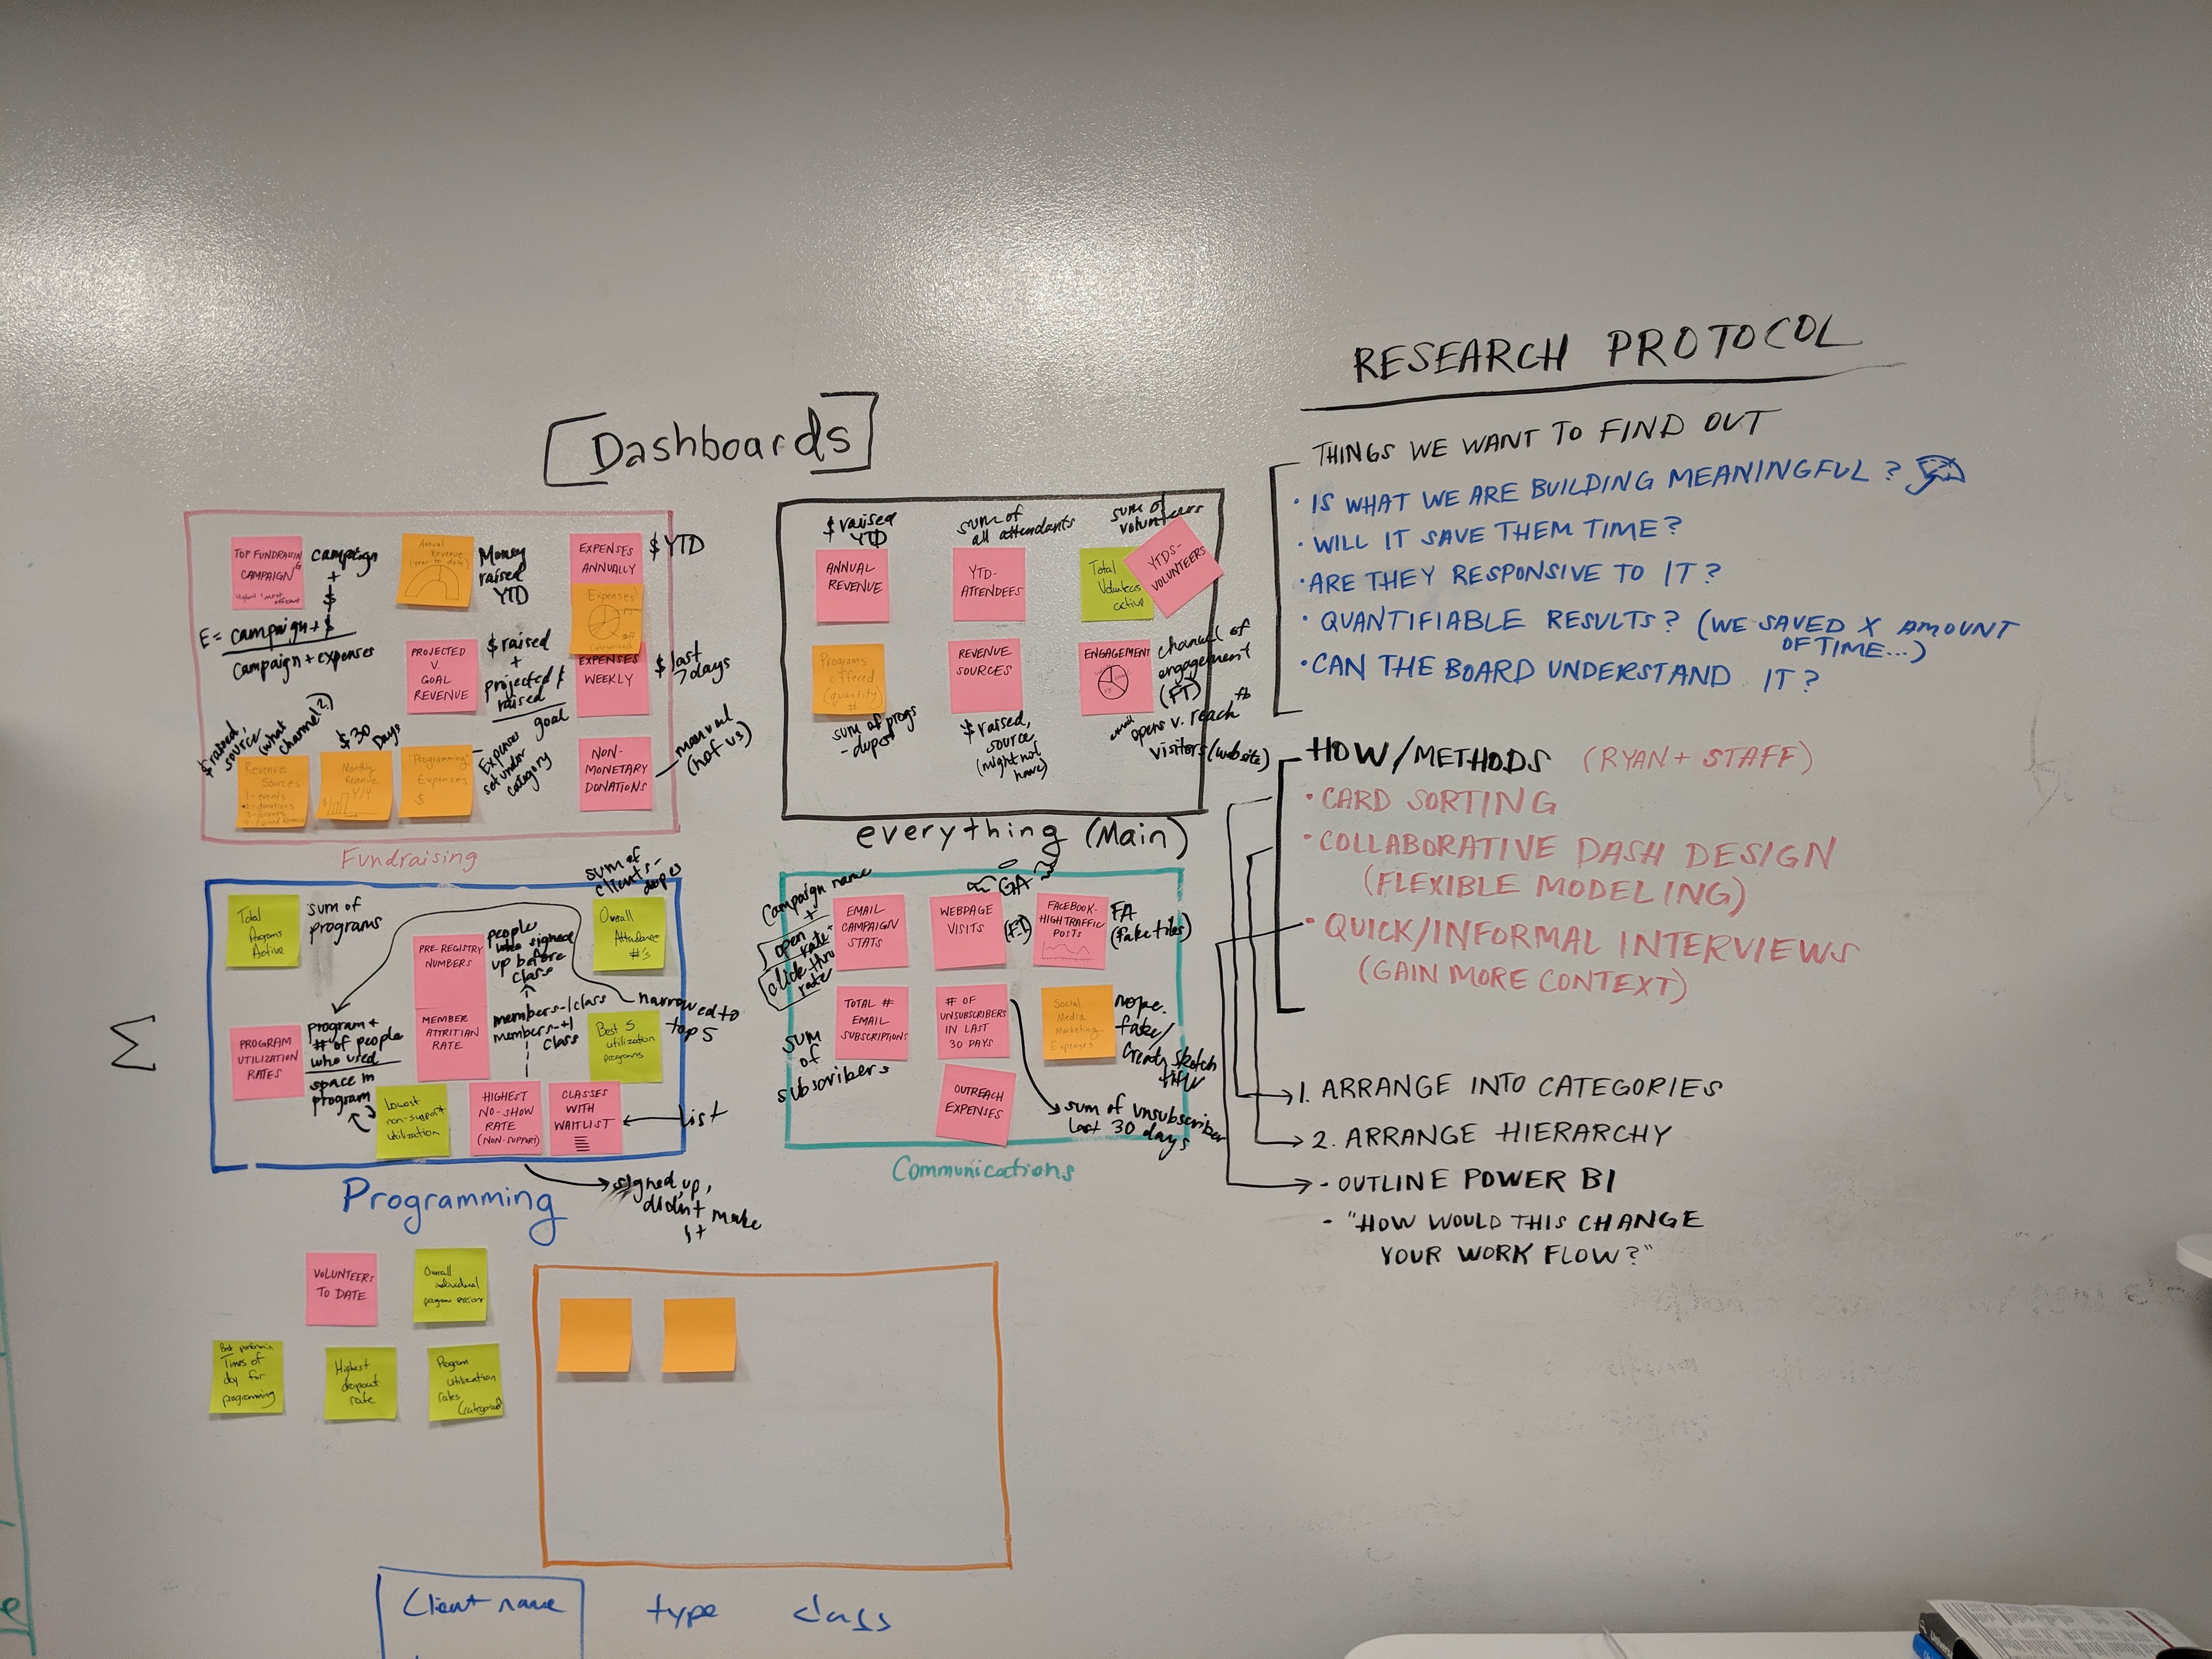 RESEARCH PROTOCOL
THINGS WE WANT TO FIND OUT
• IS WHAT WE ARE BUILDING MEANINGFUL?
• WILL IT SAVE THEM TIME?
• ARE THEY RESPONSIVE TO IT?
• QUANTIFIABLE RESULTS? (WE SAVED X AMOUNT
OF TIME...)
• CAN THE BOARD UNDERSTAND IT?
HOW/METHODS (RYAN + STAFF)
• CARD SORTING
• COLLABORATIVE DASH DESIGN
(FLEXIBLE MODELING)
• QUICK/INFORMAL INTERVIEWS
(GAIN MORE CONTEXT)
1. ARRANGE INTO CATEGORIES
2. ARRANGE HIERARCHY
- OUTLINE POWER BI
- "HOW WOULD THIS CHANGE
YOUR WORK FLOW?"
[Dashboards]
TOP FUNDRAISING
CAMPAIGN
Highest + most
efficient
campaign
+
$
E = campaign + $
campaign + expenses
Annual
Revenue
(year to date)
Money
raised
YTD
EXPENSES
ANNUALLY
$ YTD
Expenses
EXPENSES
WEEKLY
$ last
7 days
PROJECTED
V.
GOAL
REVENUE
$ raised
+
projected $
raised
goal
$ raised,
source
(what
channel?)
Revenue
Sources
1 - events
2 - donations
$30
Days
Monthly
Revenue
Y/Y
"Programming"
Expenses
$
Expenses
set under
category
NON-
MONETARY
DONATIONS
manual
(not us)
Fundraising
$ raised
YTD
ANNUAL
REVENUE
sum of
all attendants
YTD-
ATTENDEES
sum of
volunteers
Total
Volunteers
active
YTDS-
VOLUNTEERS
Programs
offered
(quantity)
#
sum of progs
REVENUE
SOURCES
$ raised,
source
(might not
have)
ENGAGEMENT
channel of
engagement
(FT)
fb
email opens v. reach
visitors (website)
everything (Main)
Total
Programs
Active
sum of
programs
PRE-REGISTRY
NUMBERS
people
who signed
up before
class
sum of
clients-
dupes
Overall
Attendance
#'s
MEMBER
ATTRITIAN
RATE
members-1 class
members-+1
class
narrowed to
top 5
Best 5
utilization
programs
PROGRAM
UTILIZATION
RATES
program +
# of people
who used
space in
program
Lowest
non-support
utilization
HIGHEST
NO-SHOW
RATE
(NON-SUPPORT)
CLASSES
WITH
WAITLIST
list
signed up,
didn't make
it
Programming
Σ
Campaign name
+
open
rate
+
click-thru
rate
EMAIL
CAMPAIGN
STATS
GA
WEBPAGE
VISITS
(FT)
FACEBOOK-
HIGH TRAFFIC
POSTS
FA
(fake tiles)
TOTAL #
EMAIL
SUBSCRIPTIONS
sum
of
subscribers
# OF
UNSUBSCRIBERS
IN LAST
30 DAYS
sum of unsubscriber
last 30 days
Social
Media
Marketing
Expenses
nope.
fake/
OUTREACH
EXPENSES
Communications
VOLUNTEERS
TO DATE
Overall
individual
program
Times of
day for
programming
Highest
dropout
rate
Program
utilization
rates
(categories)
Client name
type
class